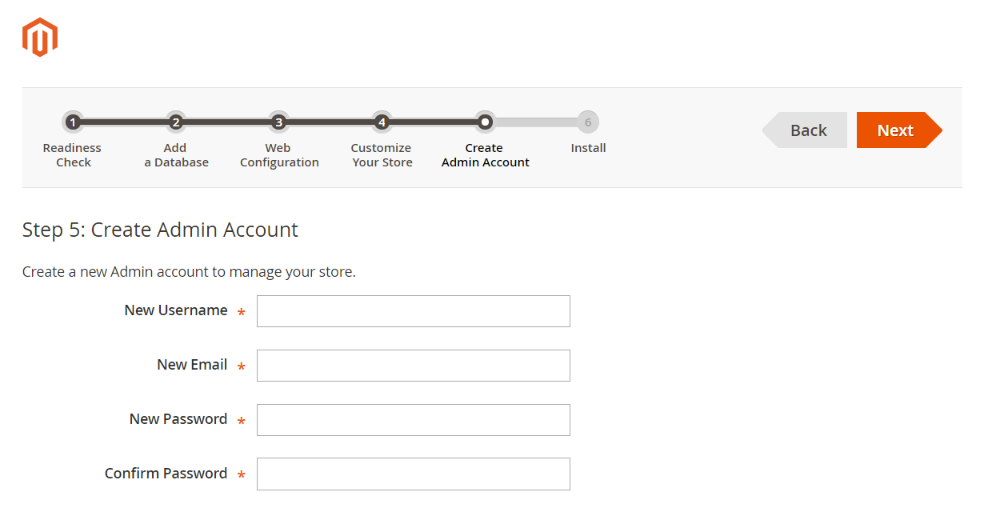 1 2 3 4 6
Readiness Check
Add a Database
Web Configuration
Customize Your Store
Create Admin Account
Install
Back
Next
Step 5: Create Admin Account
Create a new Admin account to manage your store.
New Username *
New Email *
New Password *
Confirm Password *